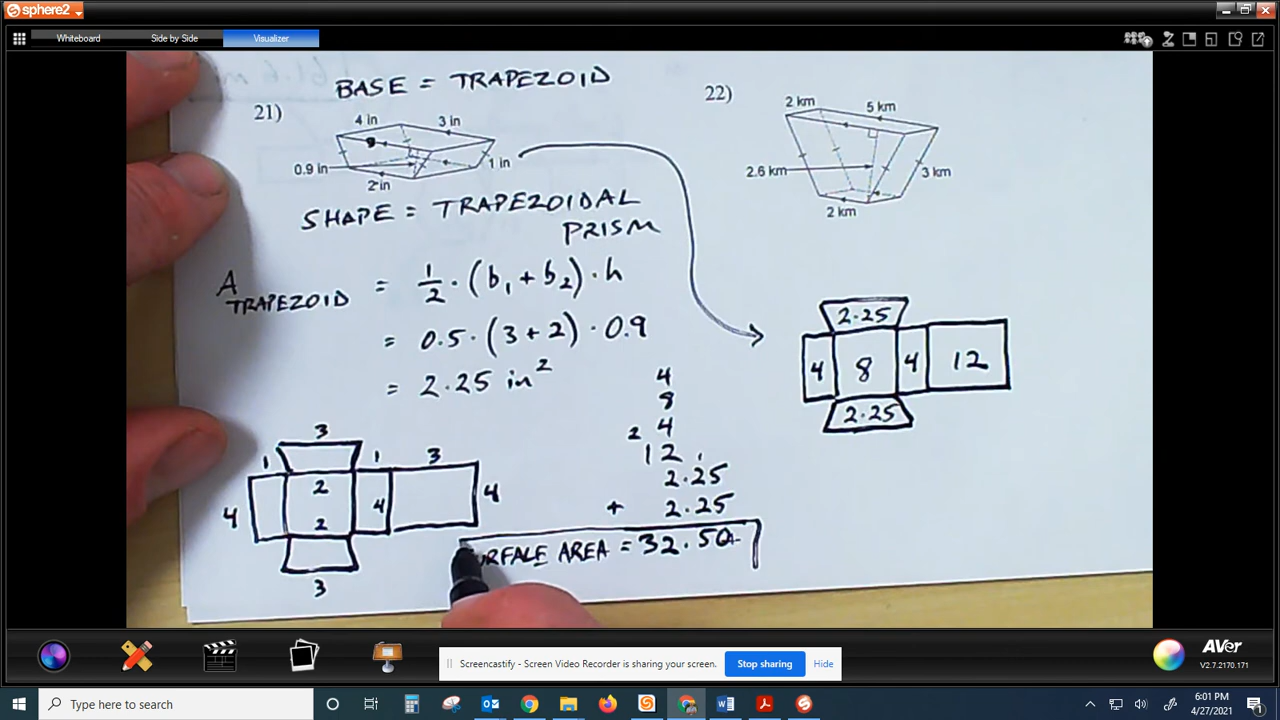 sphere2
Whiteboard Side by Side Visualizer
BASE = TRAPEZOID
21)
4 in
3 in
0.9 in
1 in
2 in
SHAPE = TRAPEZOIDAL
PRISM
A TRAPEZOID = 1/2 · (b1 + b2) · h
= 0.5 · (3 + 2) · 0.9
= 2.25 in²
22)
2 km
5 km
2.6 km
3 km
2 km
2.25
4 8 4 12
2.25
3
1 1 3
2
4 4 4
2
3
4
8
2 4
12
2.25
+ 2.25
SURFACE AREA = 32.50
Screencastify - Screen Video Recorder is sharing your screen. Stop sharing Hide
AVer
V2.7.2170.171
Type here to search
6:01 PM
4/27/2021